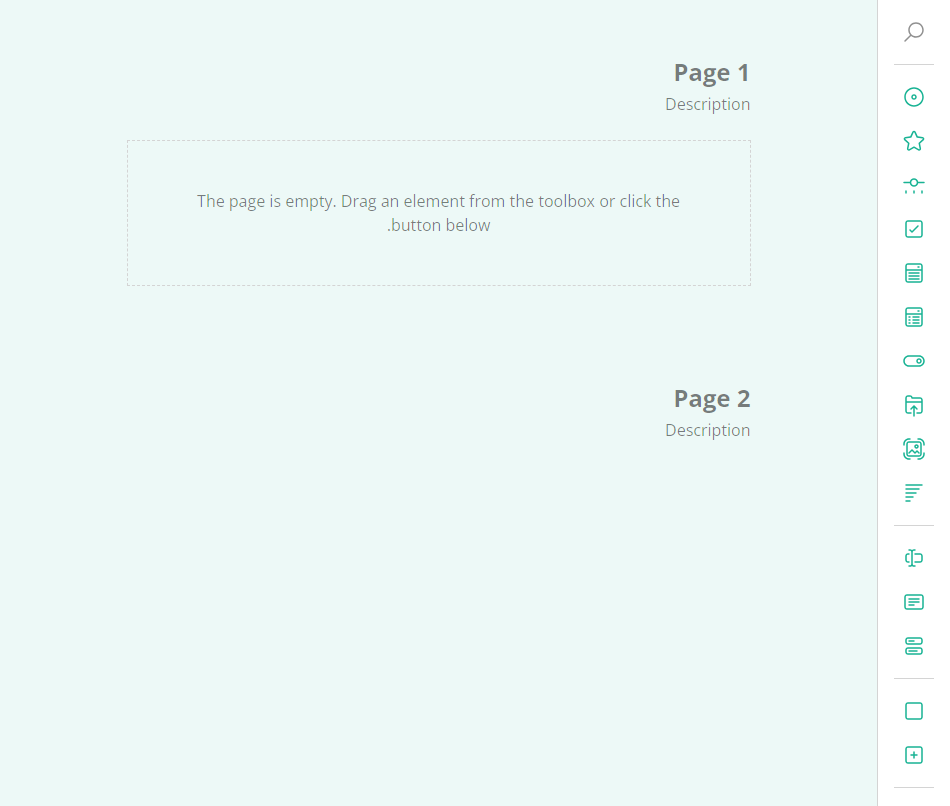 Page 1
Description
The page is empty. Drag an element from the toolbox or click the
.button below
Page 2
Description